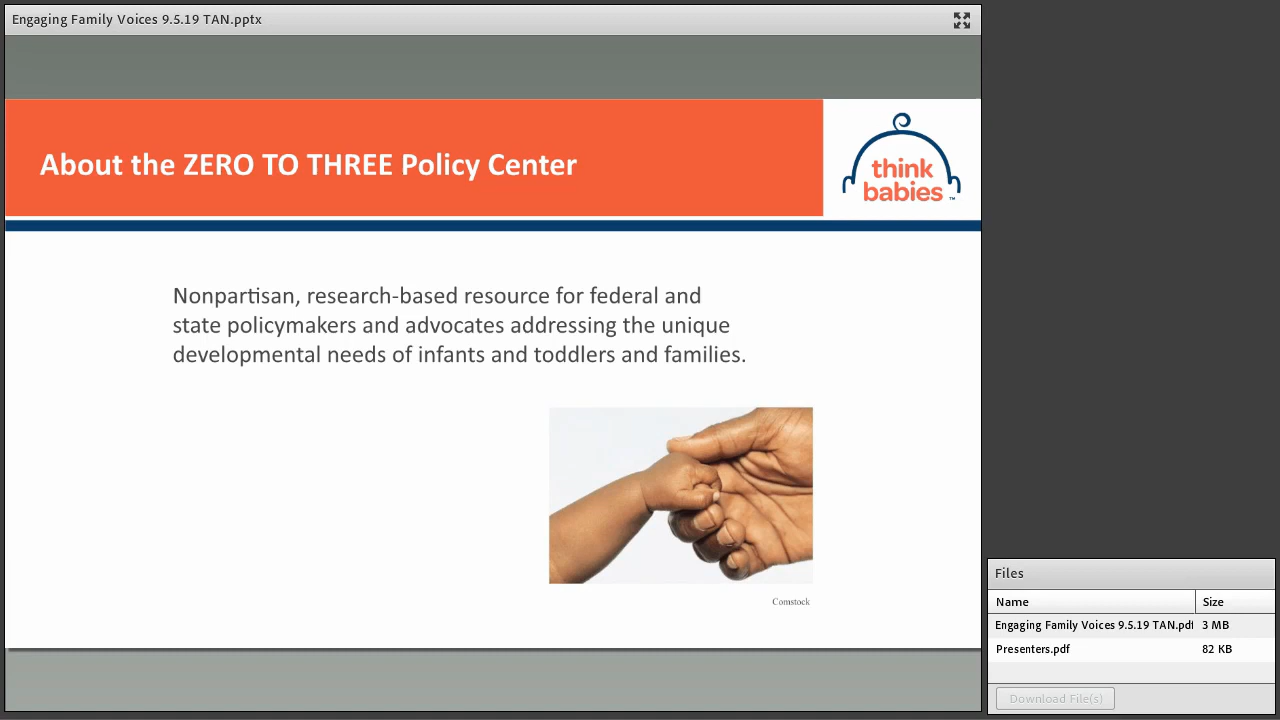 Engaging Family Voices 9.5.19 TAN.pptx
About the ZERO TO THREE Policy Center
think
babies ™
Nonpartisan, research-based resource for federal and
state policymakers and advocates addressing the unique
developmental needs of infants and toddlers and families.
Comstock
Files
Name Size
Engaging Family Voices 9.5.19 TAN.pdf 3 MB
Presenters.pdf 82 KB
Download File(s)